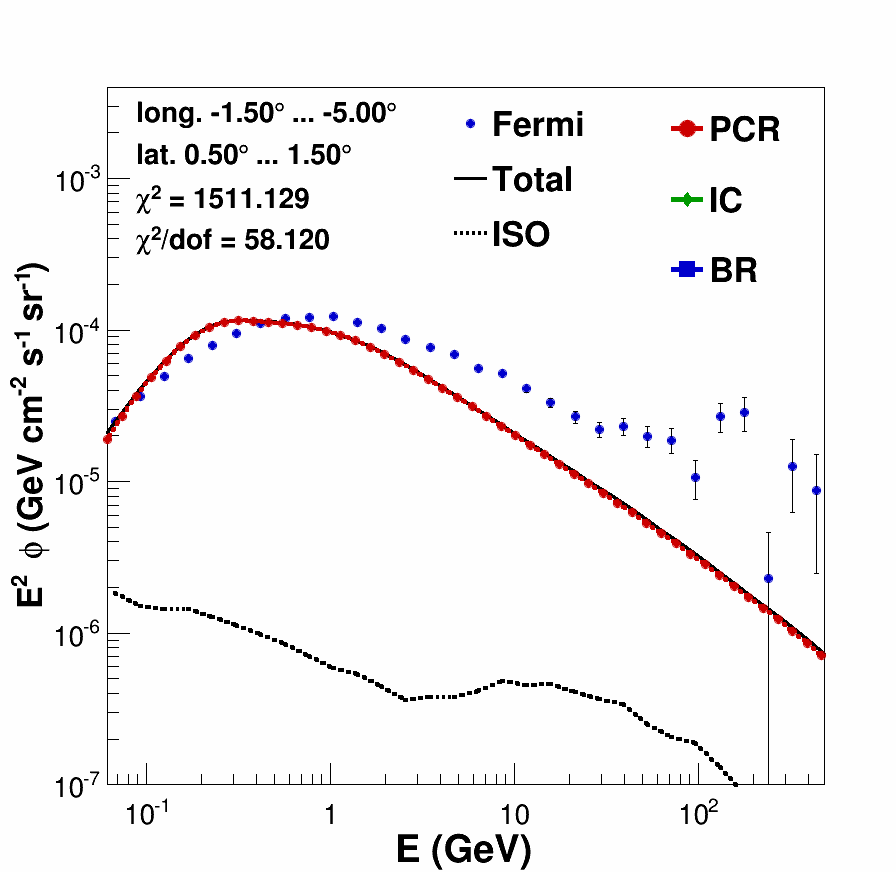 long. -1.50° ... -5.00°
lat. 0.50° ... 1.50°
χ² = 1511.129
χ²/dof = 58.120
Fermi
Total
ISO
PCR
IC
BR
E² ϕ (GeV cm⁻² s⁻¹ sr⁻¹)
10⁻³
10⁻⁴
10⁻⁵
10⁻⁶
10⁻⁷
10⁻¹ 1 10 10²
E (GeV)